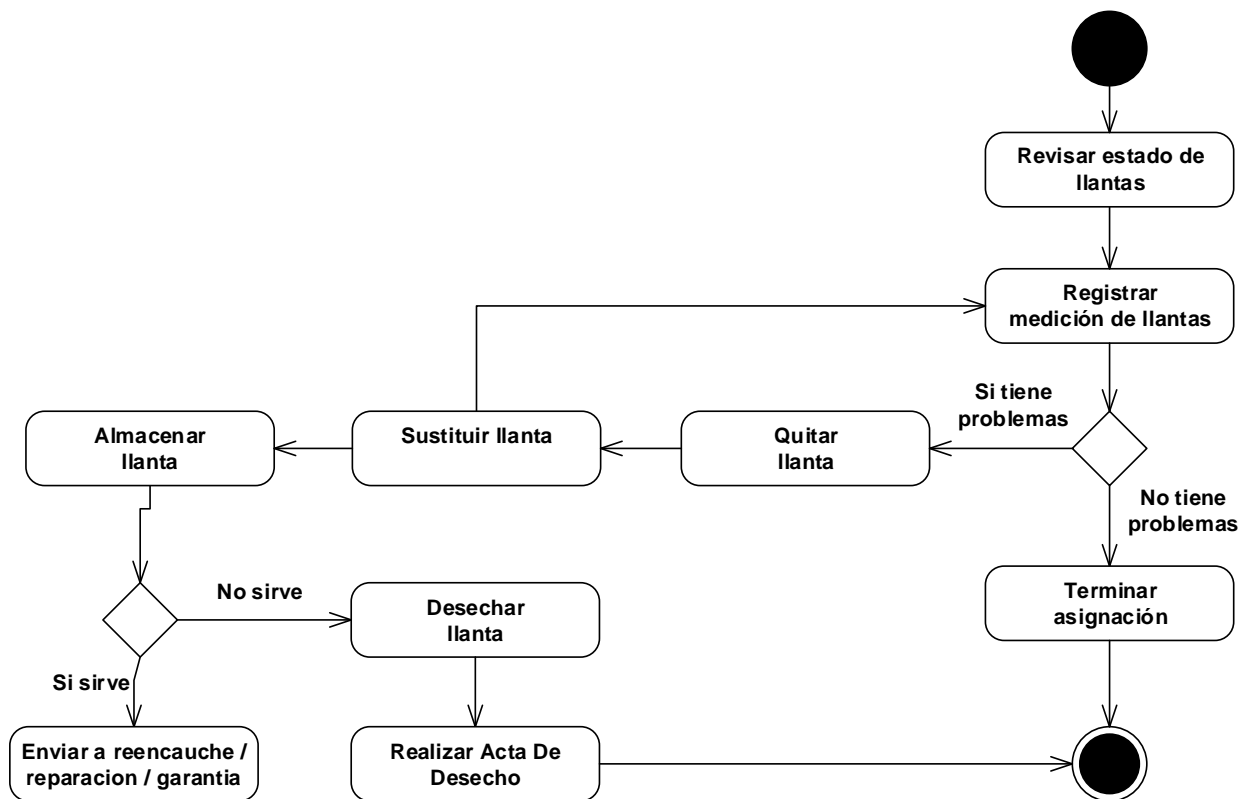 Revisar estado de
llantas
Registrar
medición de llantas
Si tiene
problemas
Almacenar
llanta
Sustituir llanta
Quitar
llanta
No tiene
problemas
No sirve
Desechar
llanta
Terminar
asignación
Si sirve
Enviar a reencauche /
reparacion / garantia
Realizar Acta De
Desecho